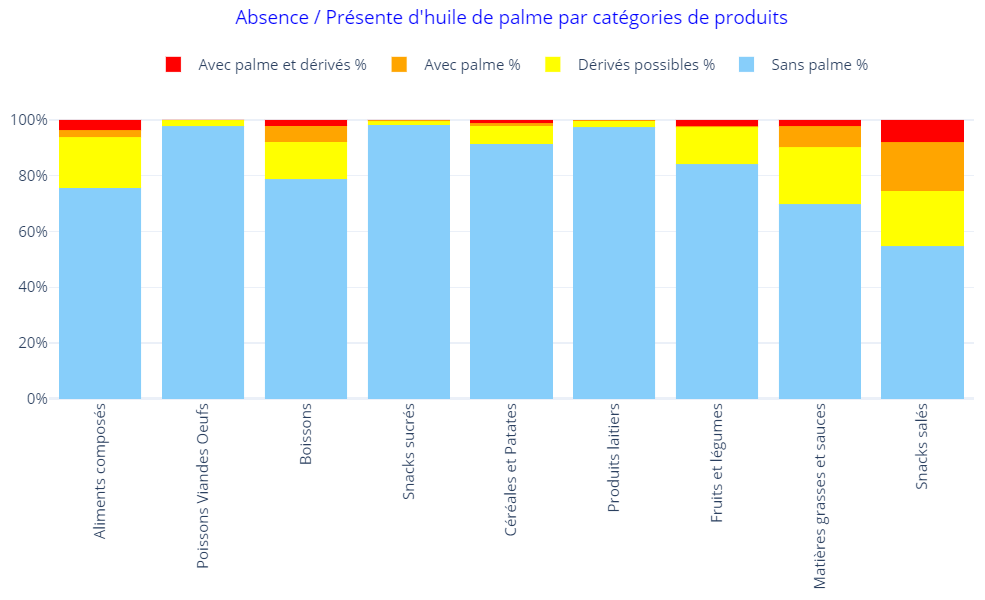 Absence / Présente d'huile de palme par catégories de produits
Avec palme et dérivés %
Avec palme %
Dérivés possibles %
Sans palme %
100%
80%
60%
40%
20%
0%
Aliments composés
Poissons Viandes Oeufs
Boissons
Snacks sucrés
Céréales et Patates
Produits laitiers
Fruits et légumes
Matières grasses et sauces
Snacks salés